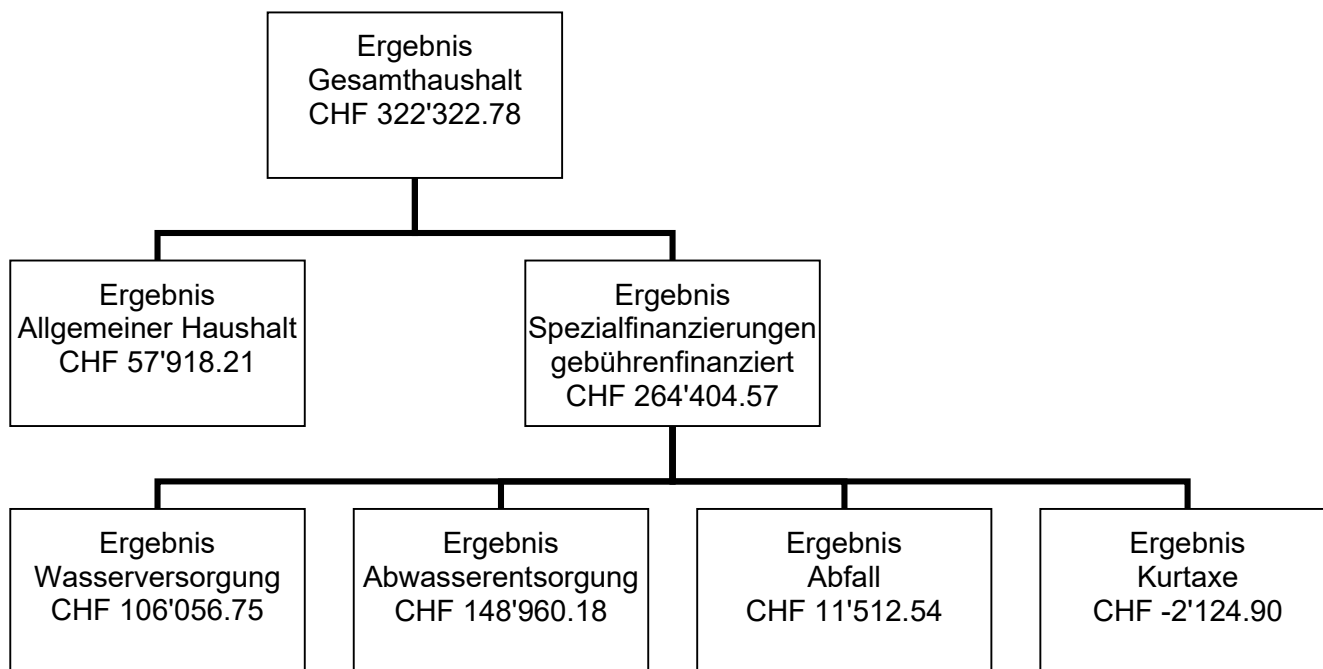 Ergebnis
Gesamthaushalt
CHF 322'322.78
Ergebnis
Allgemeiner Haushalt
CHF 57'918.21
Ergebnis
Spezialfinanzierungen
gebührenfinanziert
CHF 264'404.57
Ergebnis
Wasserversorgung
CHF 106'056.75
Ergebnis
Abwasserentsorgung
CHF 148'960.18
Ergebnis
Abfall
CHF 11'512.54
Ergebnis
Kurtaxe
CHF -2'124.90